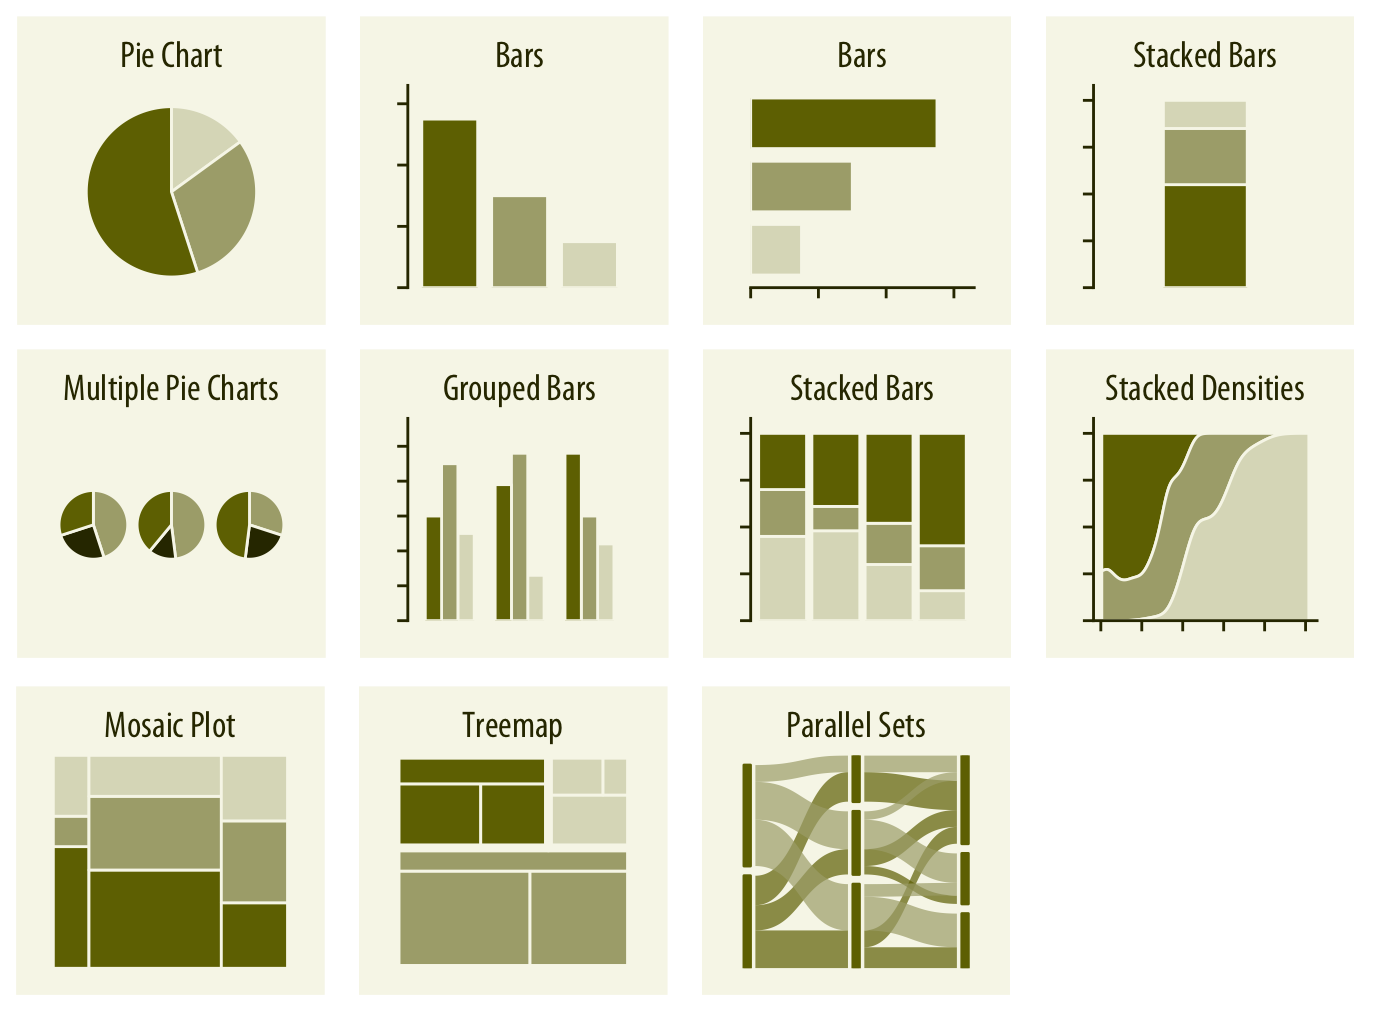 Pie Chart
Bars
Bars
Stacked Bars
Multiple Pie Charts
Grouped Bars
Stacked Bars
Stacked Densities
Mosaic Plot
Treemap
Parallel Sets